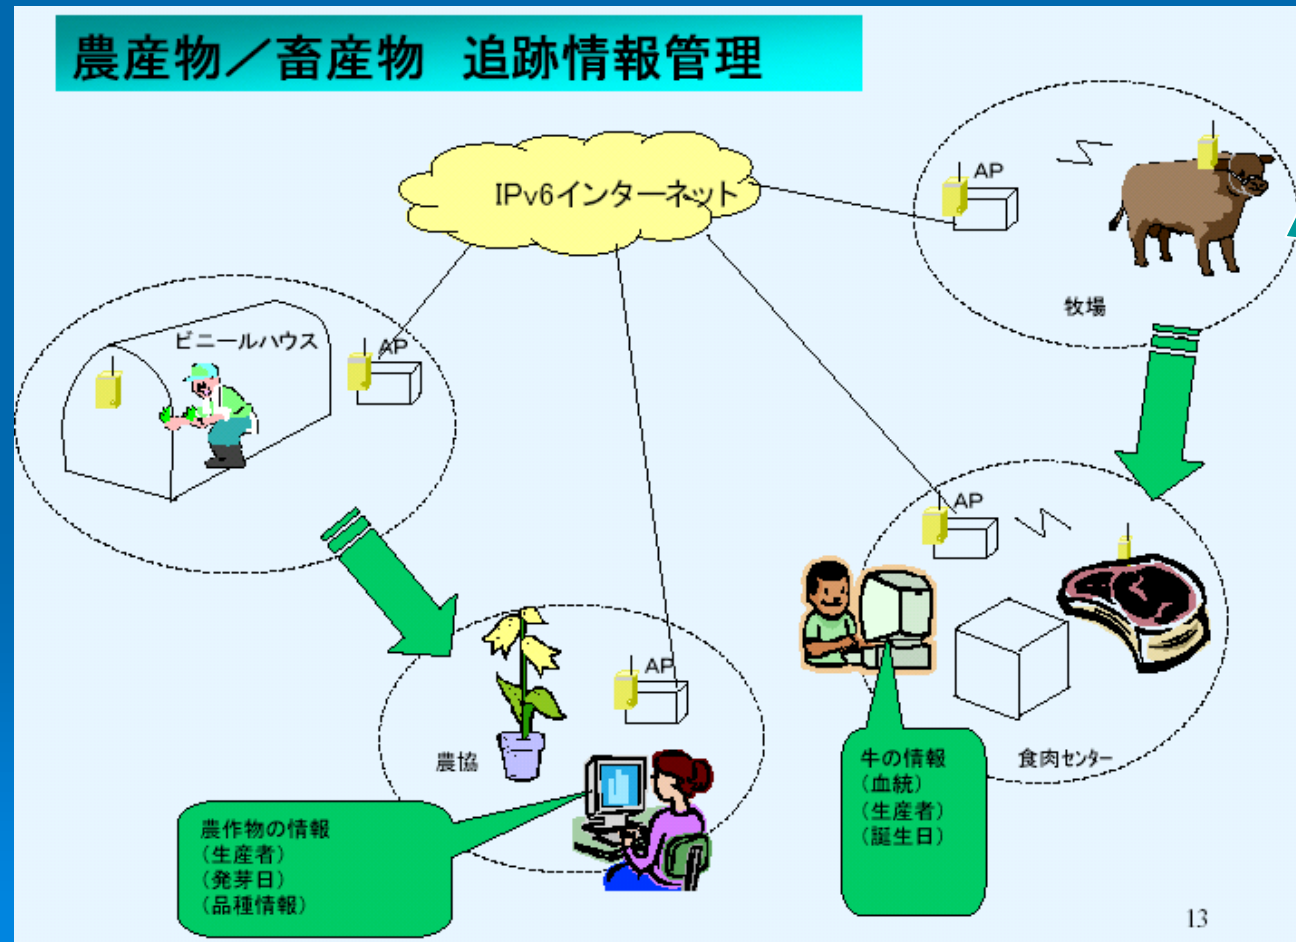 農産物／畜産物　追跡情報管理
IPv6インターネット
AP
牧場
ビニールハウス
AP
AP
AP
農協
食肉センター
牛の情報
（血統）
（生産者）
（誕生日）
農作物の情報
（生産者）
（発芽日）
（品種情報）
13